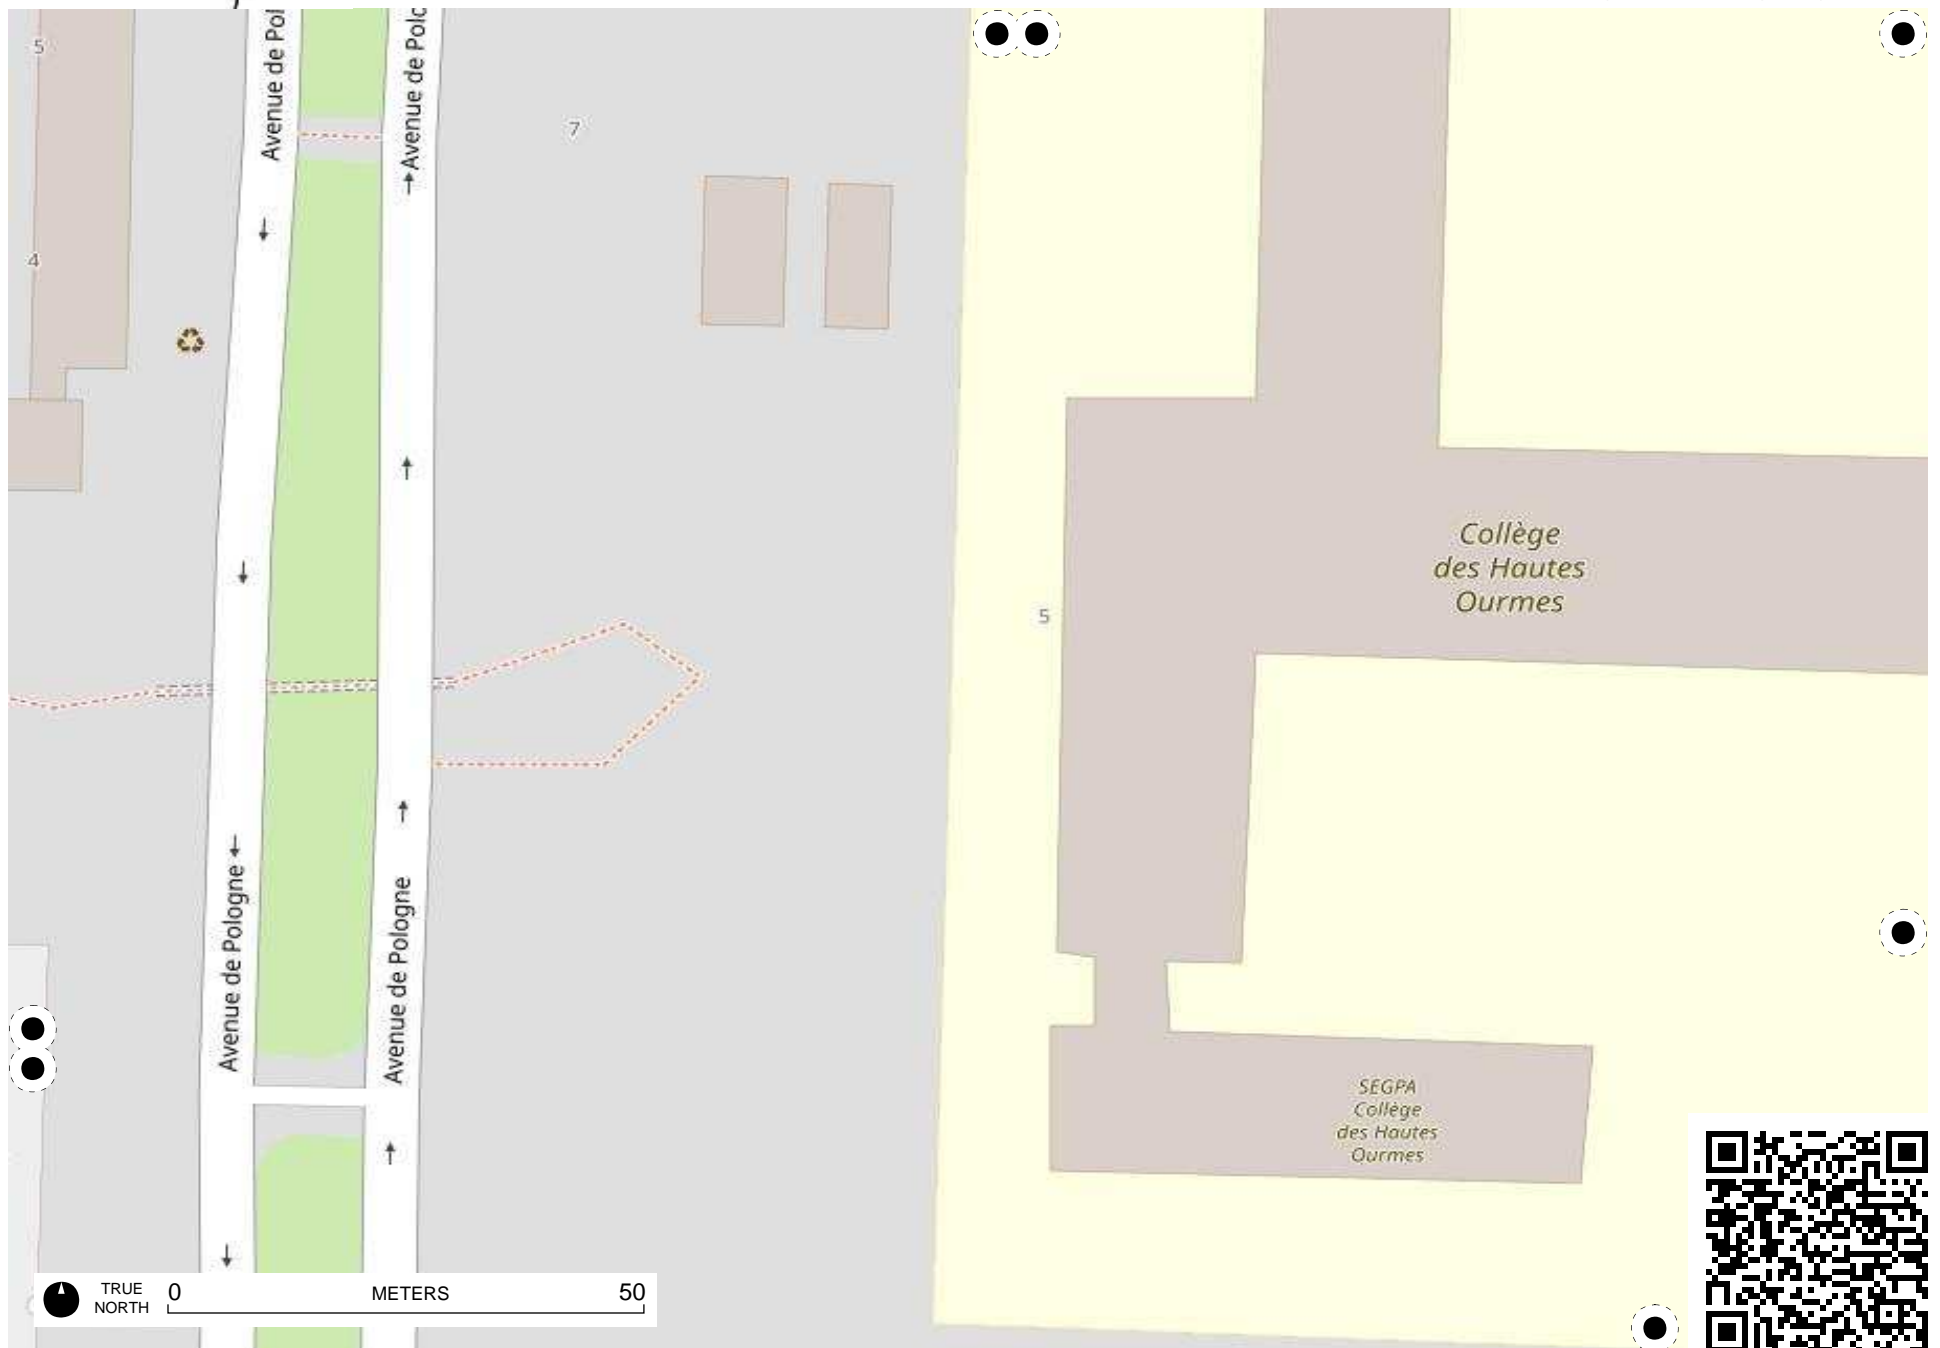 Avenue de Pol
Avenue de Polo
5
7
4
Collège
des Hautes
Ourmes
5
Avenue de Pologne
Avenue de Pologne
SEGPA
Collège
des Hautes
Ourmes
TRUE
NORTH
0
METERS
50